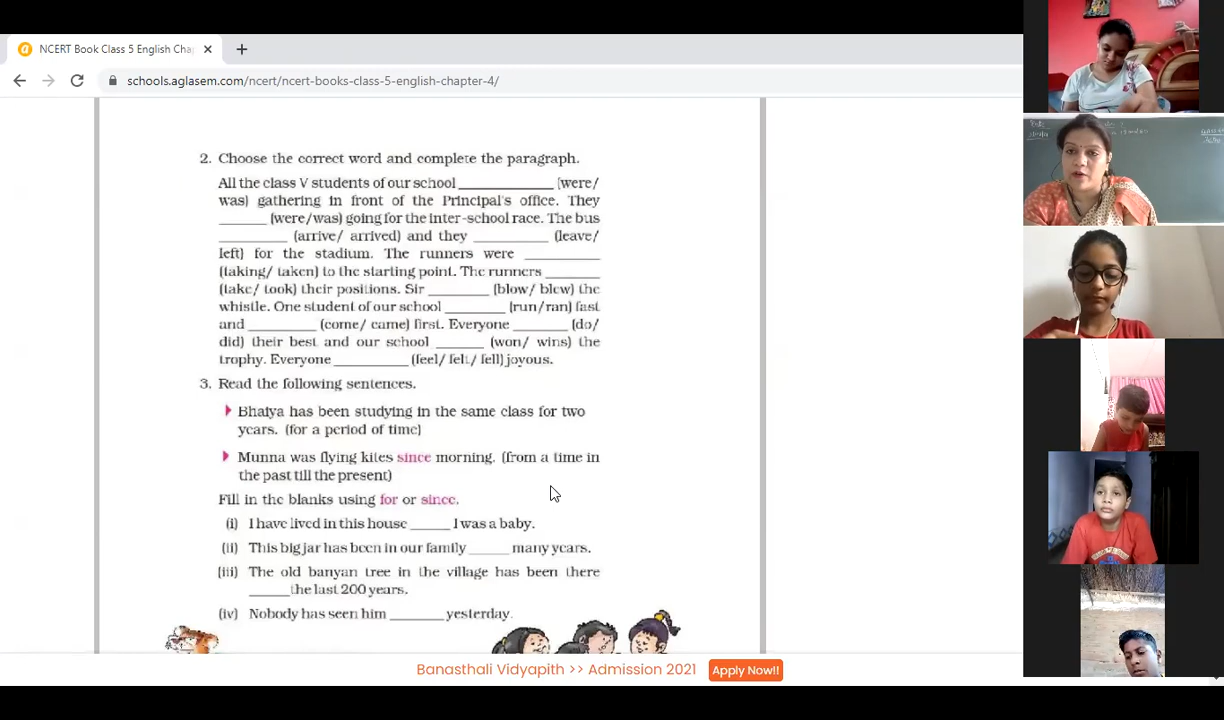 NCERT Book Class 5 English Cha
schools.aglasem.com/ncert/ncert-books-class-5-english-chapter-4/
2. Choose the correct word and complete the paragraph.
All the class V students of our school ____________ (were/
was) gathering in front of the Principal's office. They
______ (were/was) going for the inter-school race. The bus
________ (arrive/ arrived) and they _________ (leave/
left) for the stadium. The runners were _________
(taking/ taken) to the starting point. The runners _______
(take/ took) their positions. Sir ________ (blow/ blew) the
whistle. One student of our school ________ (run/ran) fast
and ________ (come/ came) first. Everyone _______ (do/
did) their best and our school ______ (won/ wins) the
trophy. Everyone _________ (feel/ felt/ fell) joyous.
3. Read the following sentences.
Bhaiya has been studying in the same class for two
years. (for a period of time)
Munna was flying kites since morning. (from a time in
the past till the present)
Fill in the blanks using for or since.
(i) I have lived in this house _____ I was a baby.
(ii) This big jar has been in our family _____ many years.
(iii) The old banyan tree in the village has been there
_____the last 200 years.
(iv) Nobody has seen him _______ yesterday.
Banasthali Vidyapith >> Admission 2021
Apply Now!!